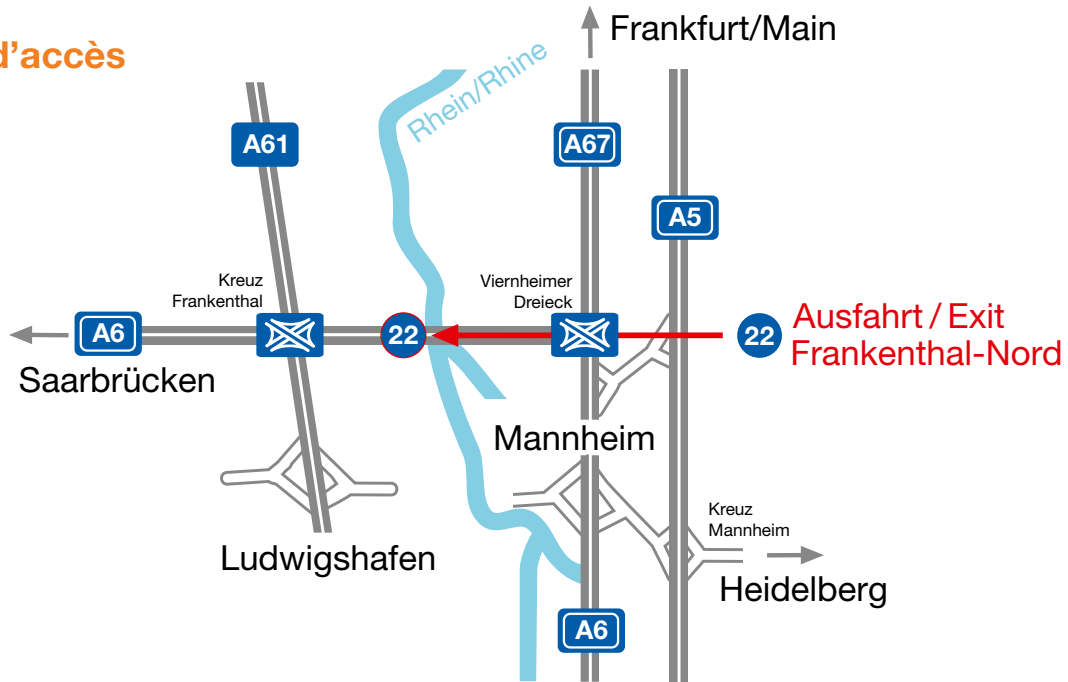 d'accès
Frankfurt/Main
Rhein/Rhine
A61
A67
A5
Kreuz
Frankenthal
Viernheimer
Dreieck
A6
22
22
Ausfahrt / Exit
Frankenthal-Nord
Saarbrücken
Mannheim
Kreuz
Mannheim
Ludwigshafen
Heidelberg
A6